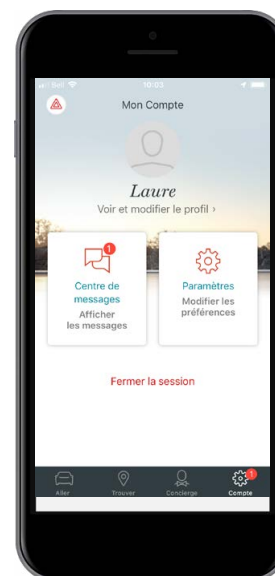 Bell
10:03
Mon Compte
Laure
Voir et modifier le profil ›
1
Centre de
messages
Afficher
les messages
Paramètres
Modifier les
préférences
Fermer la session
1
Aller
Trouver
Concierge
Compte